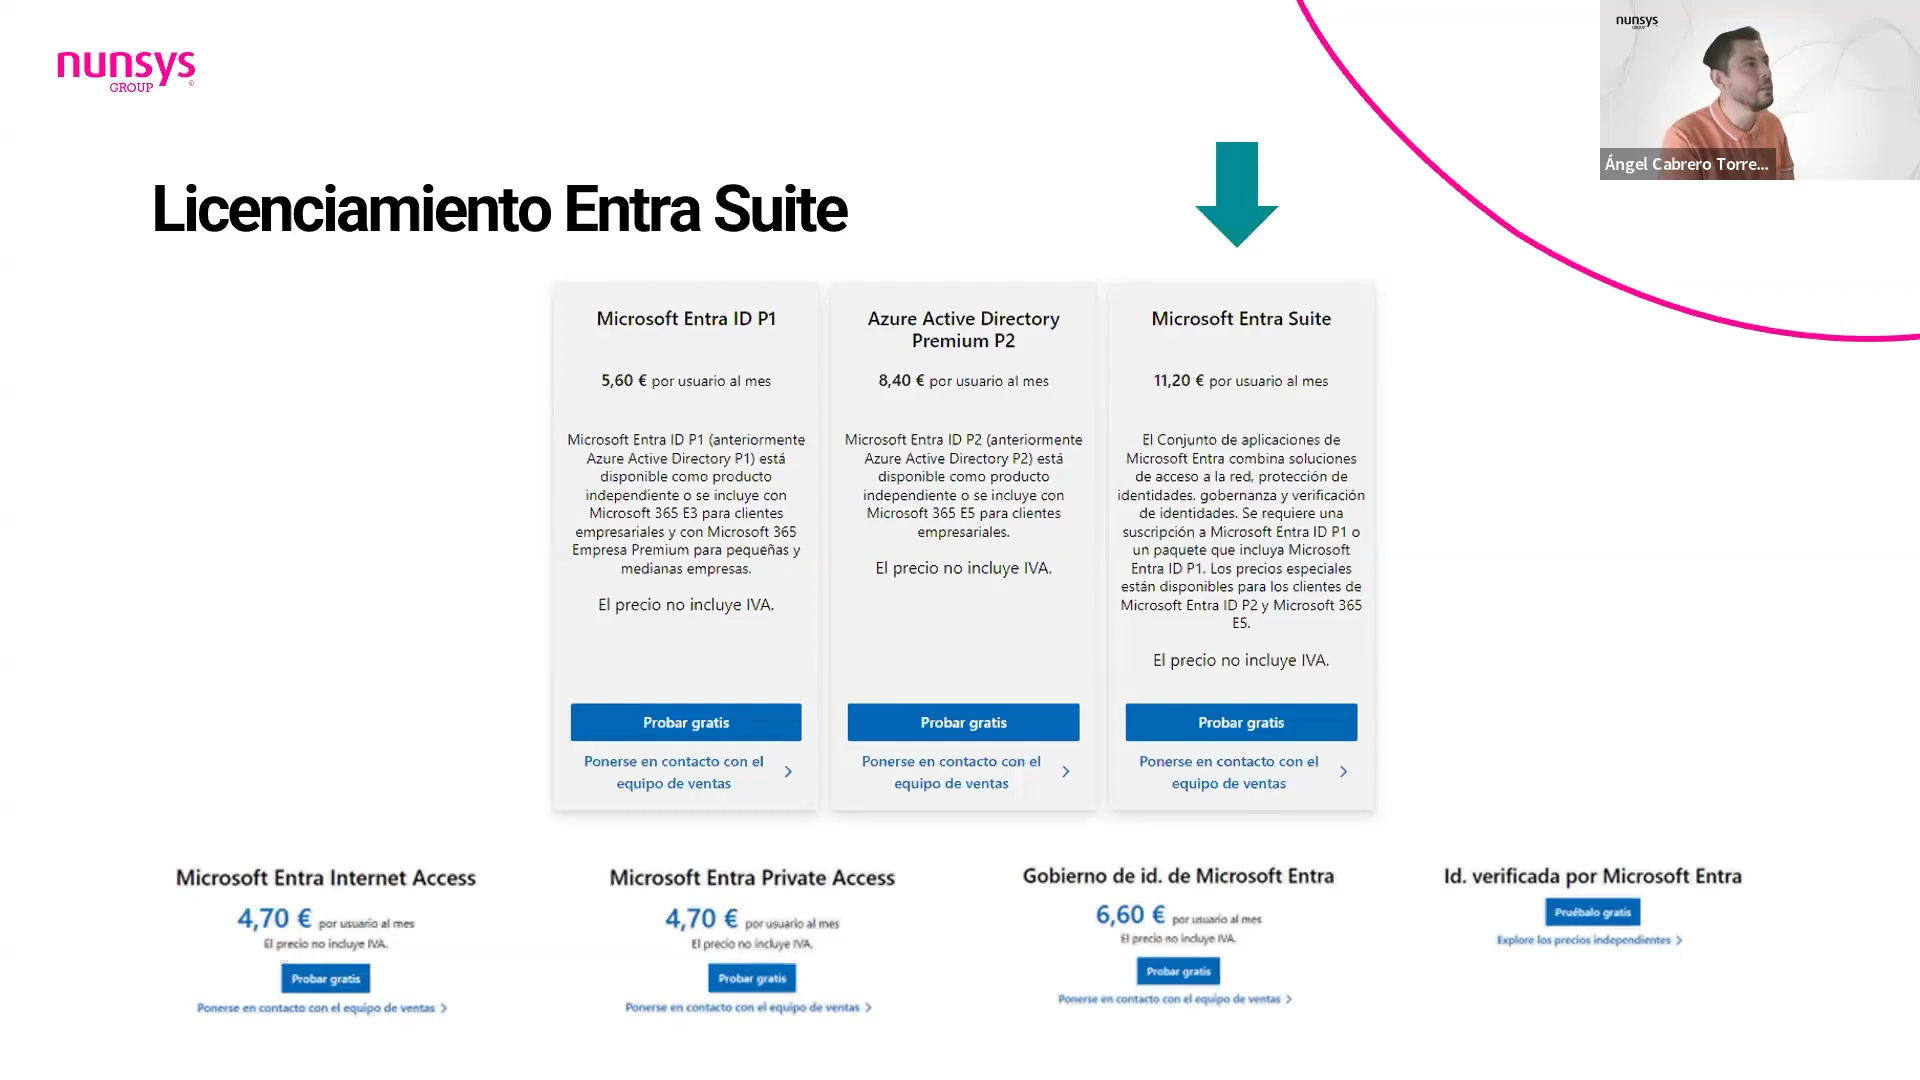 nunsys
GROUP
nunsys
GROUP
Ángel Cabrero Torre...
Licenciamiento Entra Suite
Microsoft Entra ID P1
5,60 € por usuario al mes
Microsoft Entra ID P1 (anteriormente
Azure Active Directory P1) está
disponible como producto
independiente o se incluye con
Microsoft 365 E3 para clientes
empresariales y con Microsoft 365
Empresa Premium para pequeñas y
medianas empresas.
El precio no incluye IVA.
Probar gratis
Ponerse en contacto con el
equipo de ventas
Azure Active Directory
Premium P2
8,40 € por usuario al mes
Microsoft Entra ID P2 (anteriormente
Azure Active Directory P2) está
disponible como producto
independiente o se incluye con
Microsoft 365 E5 para clientes
empresariales.
El precio no incluye IVA.
Probar gratis
Ponerse en contacto con el
equipo de ventas
Microsoft Entra Suite
11,20 € por usuario al mes
El Conjunto de aplicaciones de
Microsoft Entra combina soluciones
de acceso a la red, protección de
identidades, gobernanza y verificación
de identidades. Se requiere una
suscripción a Microsoft Entra ID P1 o
un paquete que incluya Microsoft
Entra ID P1. Los precios especiales
están disponibles para los clientes de
Microsoft Entra ID P2 y Microsoft 365
E5.
El precio no incluye IVA.
Probar gratis
Ponerse en contacto con el
equipo de ventas
Microsoft Entra Internet Access
4,70 € por usuario al mes
El precio no incluye IVA.
Probar gratis
Ponerse en contacto con el equipo de ventas
Microsoft Entra Private Access
4,70 € por usuario al mes
El precio no incluye IVA.
Probar gratis
Ponerse en contacto con el equipo de ventas
Gobierno de id. de Microsoft Entra
6,60 € por usuario al mes
El precio no incluye IVA.
Probar gratis
Ponerse en contacto con el equipo de ventas
Id. verificada por Microsoft Entra
Pruébalo gratis
Explore los precios independientes